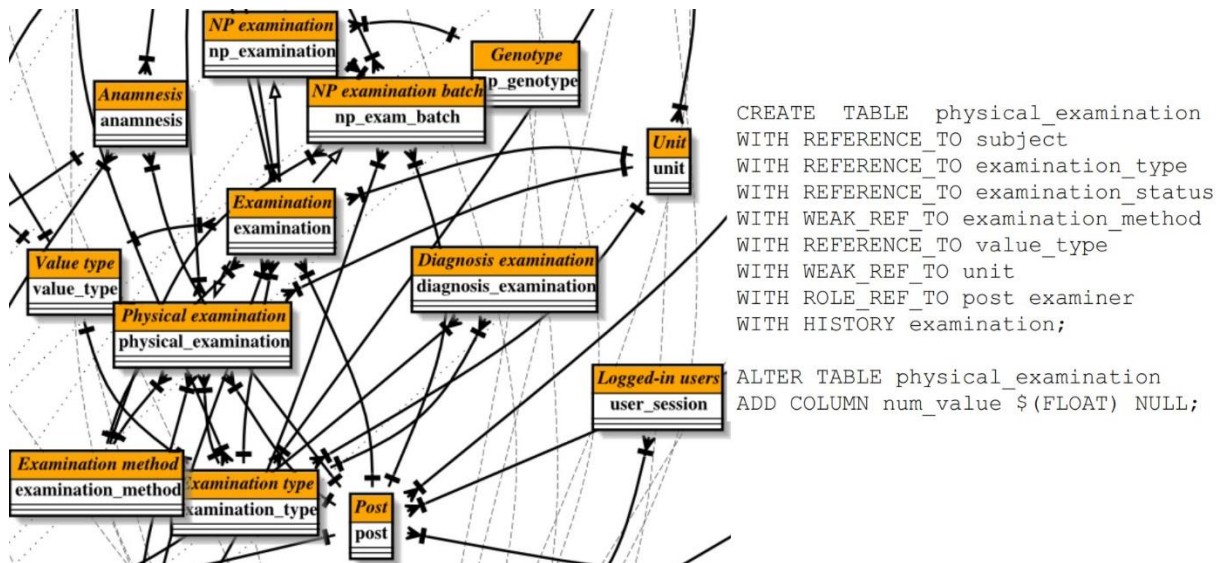 NP examination
np_examination
Genotype
p_genotype
Anamnesis
anamnesis
NP examination batch
np_exam_batch
Unit
unit
Examination
examination
Value type
value_type
Diagnosis examination
diagnosis_examination
Physical examination
physical_examination
Logged-in users
user_session
Examination method
examination_method
Examination type
xamination_type
Post
post
CREATE TABLE physical_examination
WITH REFERENCE_TO subject
WITH REFERENCE_TO examination_type
WITH REFERENCE_TO examination_status
WITH WEAK_REF_TO examination_method
WITH REFERENCE_TO value_type
WITH WEAK_REF_TO unit
WITH ROLE_REF_TO post examiner
WITH HISTORY examination;
ALTER TABLE physical_examination
ADD COLUMN num_value $(FLOAT) NULL;